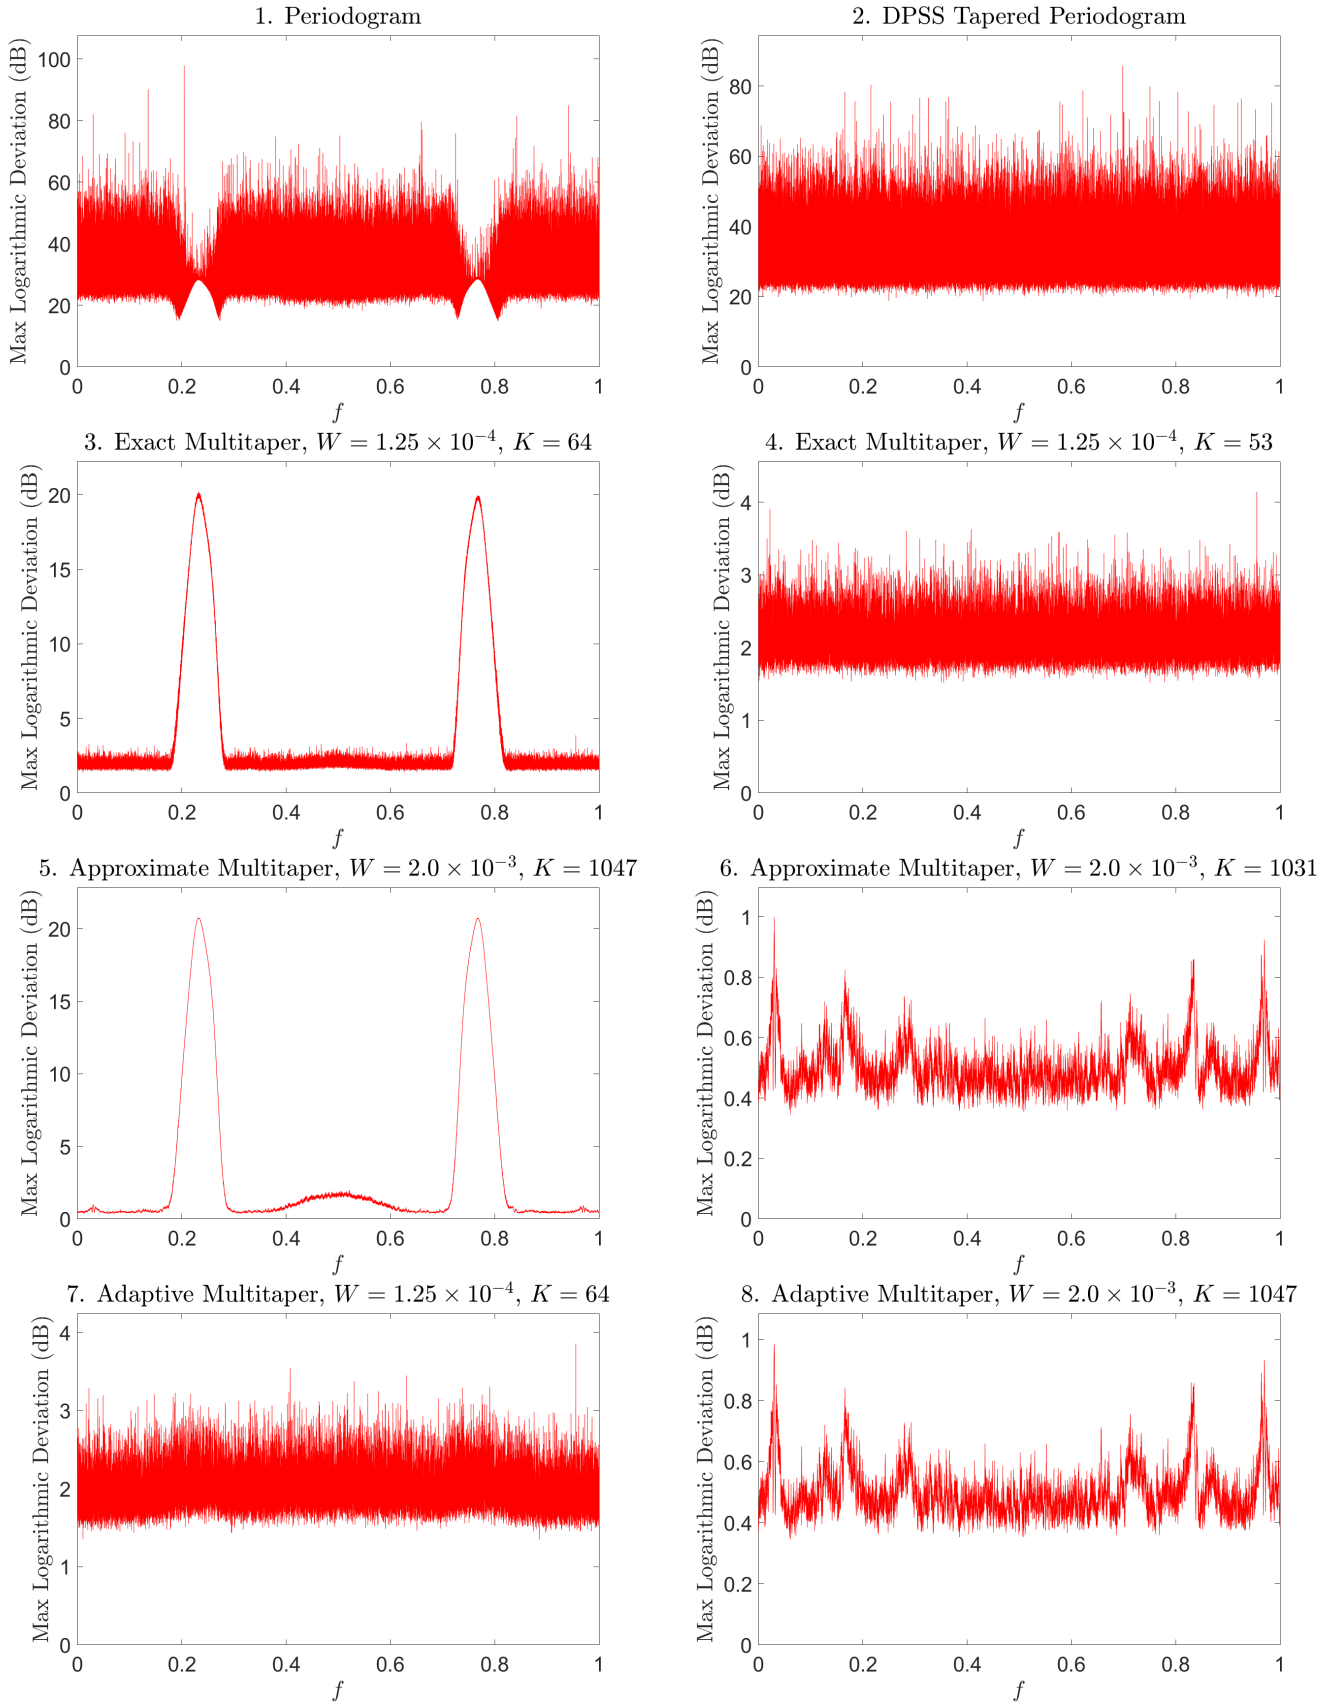 1. Periodogram
Max Logarithmic Deviation (dB)
100
80
60
40
20
0
0 0.2 0.4 0.6 0.8 1
f
2. DPSS Tapered Periodogram
Max Logarithmic Deviation (dB)
80
60
40
20
0
0 0.2 0.4 0.6 0.8 1
f
3. Exact Multitaper, W = 1.25 × 10⁻⁴, K = 64
Max Logarithmic Deviation (dB)
20
15
10
5
0
0 0.2 0.4 0.6 0.8 1
f
4. Exact Multitaper, W = 1.25 × 10⁻⁴, K = 53
Max Logarithmic Deviation (dB)
4
3
2
1
0
0 0.2 0.4 0.6 0.8 1
f
5. Approximate Multitaper, W = 2.0 × 10⁻³, K = 1047
Max Logarithmic Deviation (dB)
20
15
10
5
0
0 0.2 0.4 0.6 0.8 1
f
6. Approximate Multitaper, W = 2.0 × 10⁻³, K = 1031
Max Logarithmic Deviation (dB)
1
0.8
0.6
0.4
0.2
0
0 0.2 0.4 0.6 0.8 1
f
7. Adaptive Multitaper, W = 1.25 × 10⁻⁴, K = 64
Max Logarithmic Deviation (dB)
4
3
2
1
0
0 0.2 0.4 0.6 0.8 1
f
8. Adaptive Multitaper, W = 2.0 × 10⁻³, K = 1047
Max Logarithmic Deviation (dB)
1
0.8
0.6
0.4
0.2
0
0 0.2 0.4 0.6 0.8 1
f